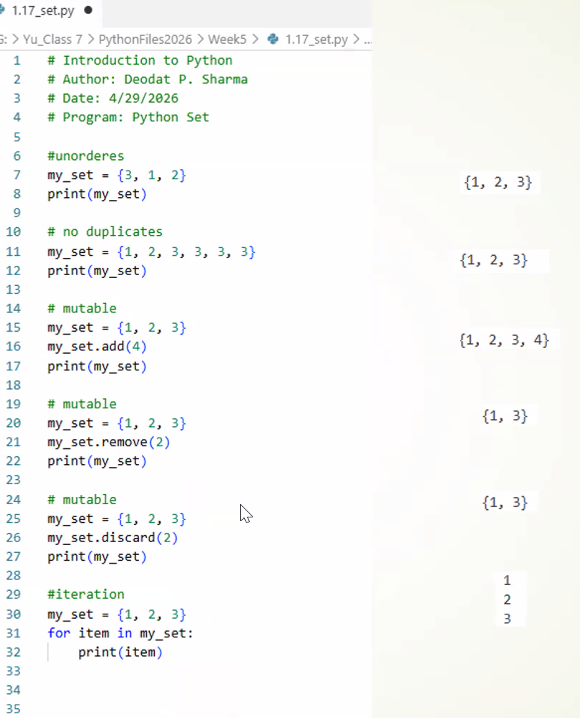 1.17_set.py
G: > Yu_Class 7 > PythonFiles2026 > Week5 > 1.17_set.py > ...
1 # Introduction to Python
2 # Author: Deodat P. Sharma
3 # Date: 4/29/2026
4 # Program: Python Set
5
6 #unorderes
7 my_set = {3, 1, 2} {1, 2, 3}
8 print(my_set)
9
10 # no duplicates
11 my_set = {1, 2, 3, 3, 3, 3} {1, 2, 3}
12 print(my_set)
13
14 # mutable
15 my_set = {1, 2, 3}
16 my_set.add(4) {1, 2, 3, 4}
17 print(my_set)
18
19 # mutable
20 my_set = {1, 2, 3} {1, 3}
21 my_set.remove(2)
22 print(my_set)
23
24 # mutable {1, 3}
25 my_set = {1, 2, 3}
26 my_set.discard(2)
27 print(my_set)
28
29 #iteration 1
30 my_set = {1, 2, 3} 2
31 for item in my_set: 3
32     print(item)
33
34
35